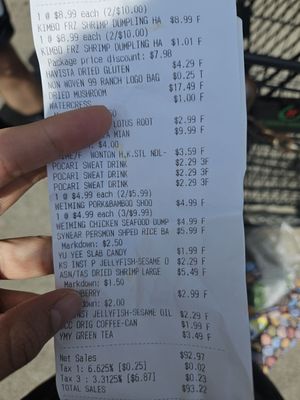 1 @ $8.99 each (2/$10.00)
KIMBO FRZ SHRIMP DUMPLING HA $8.99 F
1 @ $8.99 each (2/$10.00)
KIMBO FRZ SHRIMP DUMPLING HA $1.01 F
Package price discount: $7.98
HAVISTA DRIED GLUTEN $4.29 F
NON WOVEN 99 RANCH LOGO BAG $0.25 T
DRIED MUSHROOM $17.49 F
WATERCRESS $1.00 F
LOTUS ROOT $2.99 F
MIAN $9.99 F
$4.00
WONTON H.K.STL NDL- $3.59 F
POCARI SWEAT DRINK $2.29 3F
POCARI SWEAT DRINK $2.29 3F
POCARI SWEAT DRINK $2.29 3F
1 @ $4.99 each (2/$5.99)
WEIMING PORK&BAMBOO SHOO $4.99 F
1 @ $4.99 each (3/$9.99)
WEIMING CHICKEN SEAFOOD DUMP $4.99 F
SYNEAR PERSMON SHPED RICE BA $5.99 F
Markdown: $2.50
YU YEE SLAB CANDY $1.99 F
KS INST P JELLYFISH-SESAME O $2.29 F
ASN/TAS DRIED SHRIMP LARGE $5.49 F
Markdown: $1.50
BERRY $2.99 F
down: $2.00
INST JELLYFISH-SESAME OIL $2.29 F
ORIG COFFEE-CAN $1.99 F
YMY GREEN TEA $3.49 F
Net Sales $92.97
Tax 1: 6.625% [$0.25] $0.02
Tax 3 : 3.3125% [$6.87] $0.23
TOTAL SALES $93.22